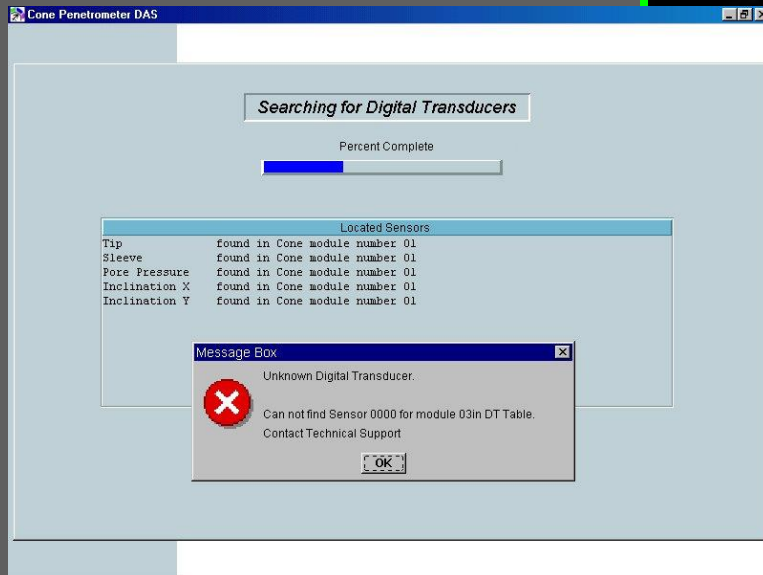 Cone Penetrometer DAS
Searching for Digital Transducers
Percent Complete
Located Sensors
Tip found in Cone module number 01
Sleeve found in Cone module number 01
Pore Pressure found in Cone module number 01
Inclination X found in Cone module number 01
Inclination Y found in Cone module number 01
Message Box
Unknown Digital Transducer.
Can not find Sensor 0000 for module 03in DT Table.
Contact Technical Support
OK